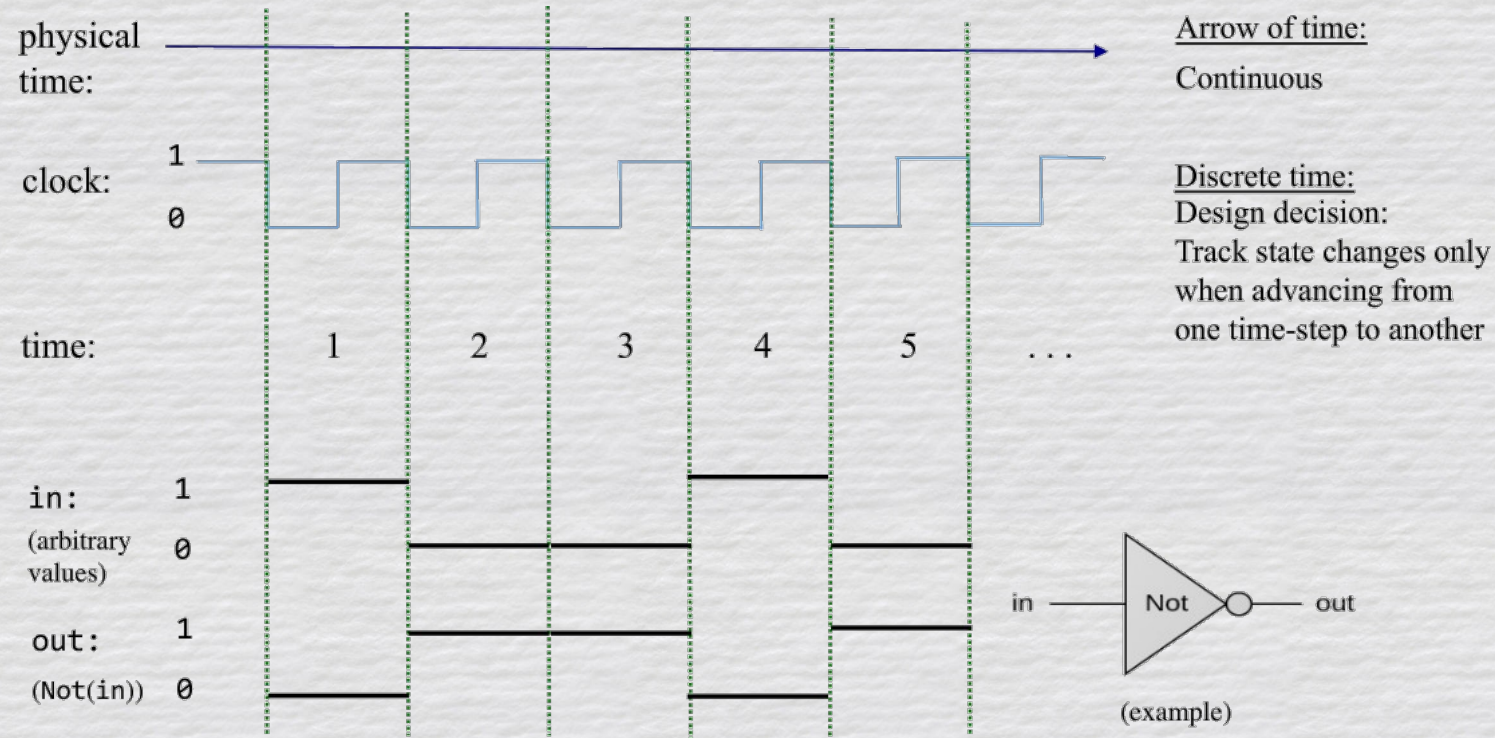 physical
time:
Arrow of time:
Continuous
clock:
1
0
Discrete time:
Design decision:
Track state changes only
when advancing from
one time-step to another
time:
1 2 3 4 5 ...
in:
(arbitrary
values)
1
0
out:
(Not(in))
1
0
in Not out
(example)